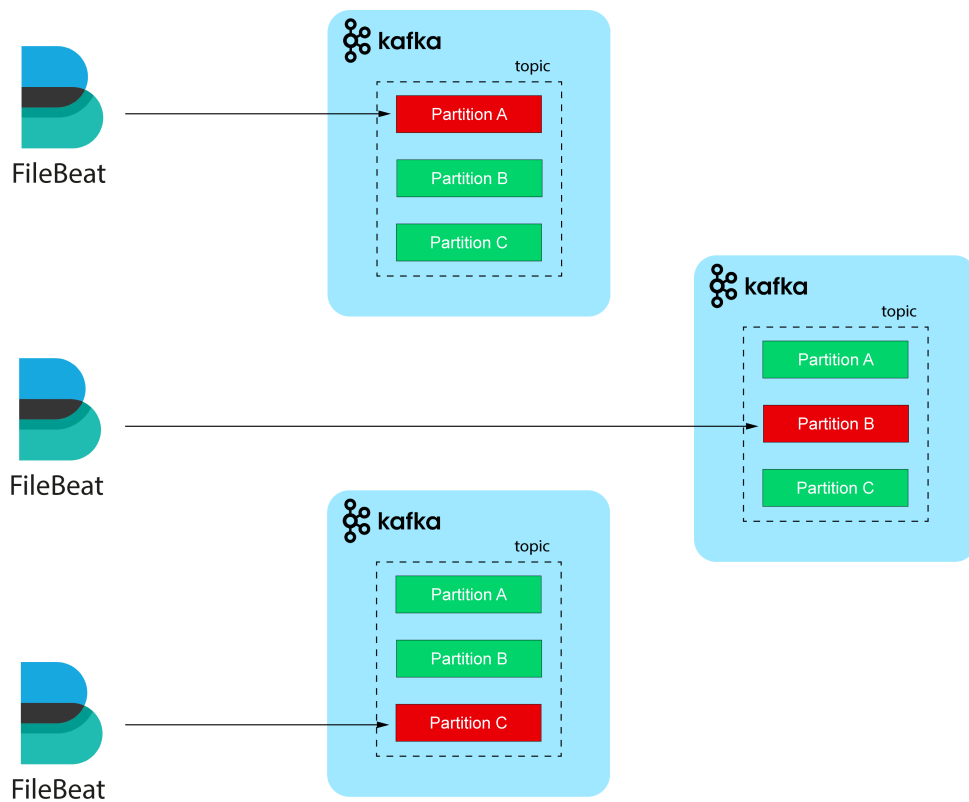 kafka
topic
Partition A
FileBeat
Partition B
Partition C
kafka
topic
Partition A
Partition B
FileBeat
Partition C
kafka
topic
Partition A
Partition B
Partition C
FileBeat